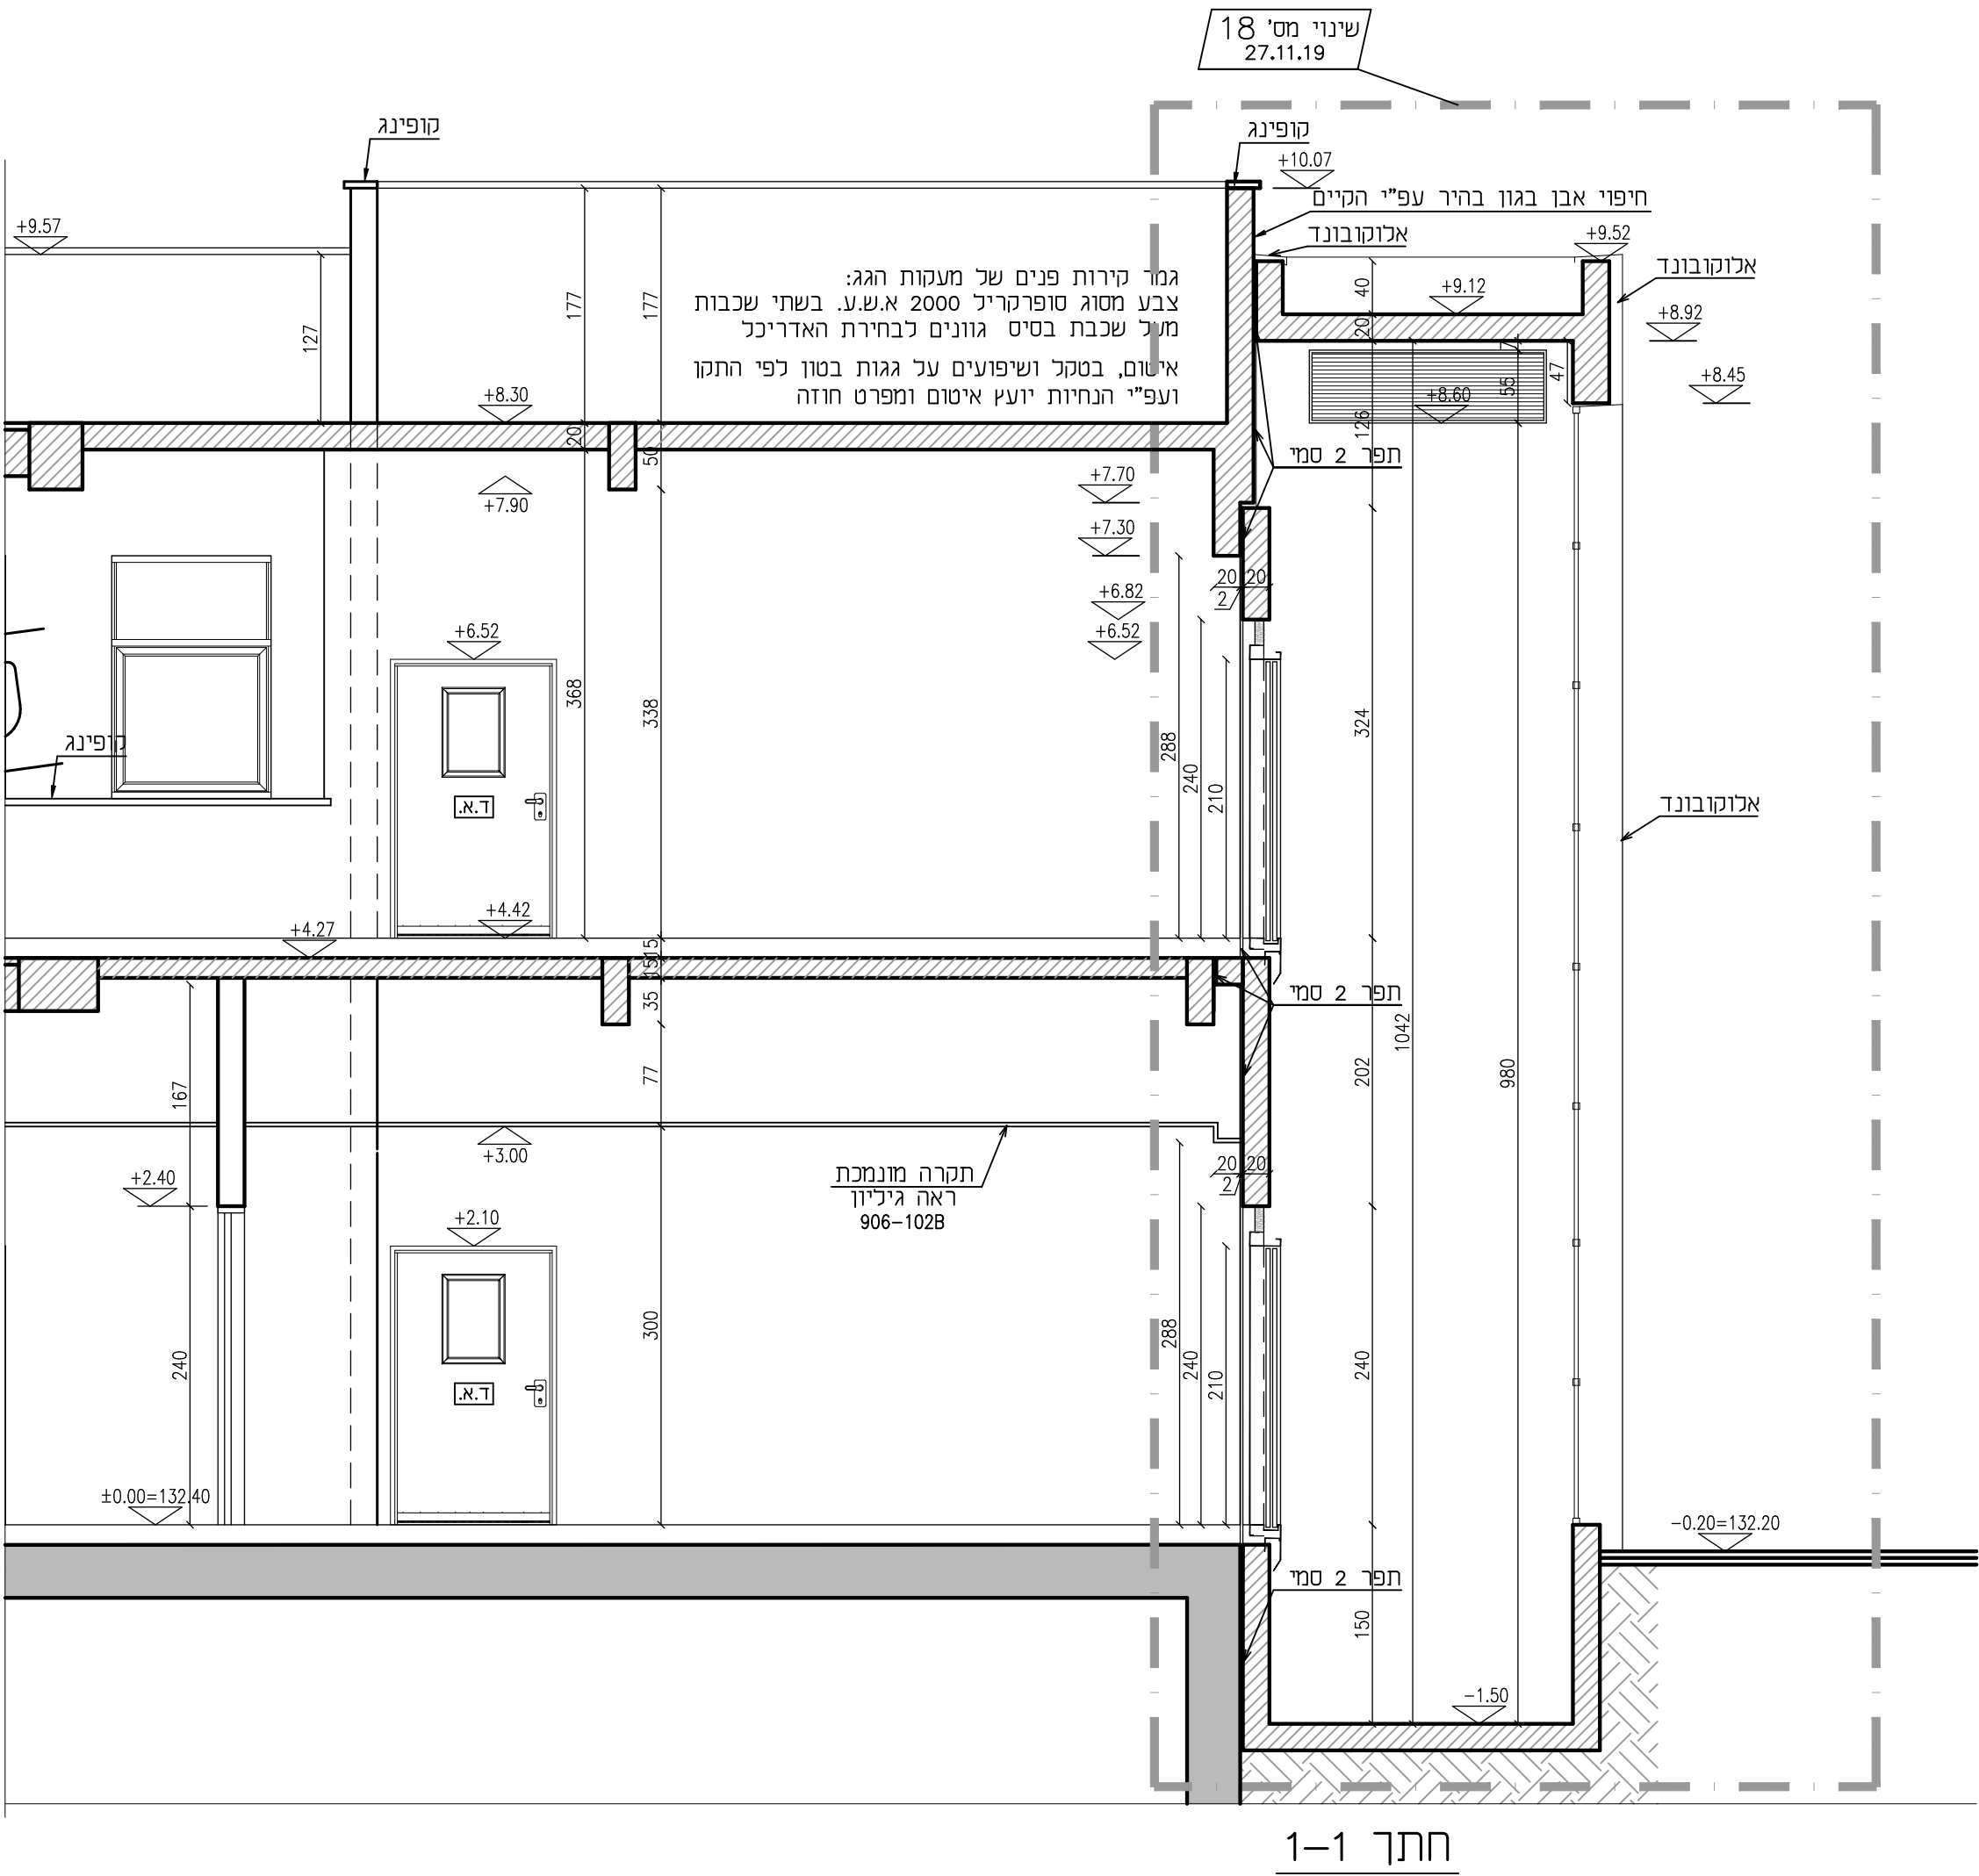 שינוי מס' 18
27.11.19
קופינג
קופינג
+10.07
חיפוי אבן בגוון בהיר עפ"י הקיים
+9.57
אלוקובונד
+9.52
אלוקובונד
גמר קירות פנים של מעקות הגג:
צבע מסוג סופרקריל 2000 א.ש.ע. בשתי שכבות
מעל שכבת בסיס גוונים לבחירת האדריכל
איטום, בטקל ושיפועים על גגות בטון לפי התקן
ועפ"י הנחיות יועץ איטום ומפרט חוזה
177
177
127
40
+9.12
20
+8.92
7
55
47
+8.45
+8.60
126
+8.30
20
50
תפר 2 סמי
+7.90
+7.70
+7.30
20
20
2
+6.82
+6.52
+6.52
368
338
288
240
210
324
קופינג
ד.א.
אלוקובונד
+4.42
+4.27
15
15
35
תפר 2 סמי
1042
980
202
77
167
+3.00
תקרה מונמכת
ראה גיליון
906-102B
20
20
2
+2.40
+2.10
300
288
240
210
240
240
ד.א.
±0.00=132.40
-0.20=132.20
תפר 2 סמי
150
-1.50
חתך 1-1